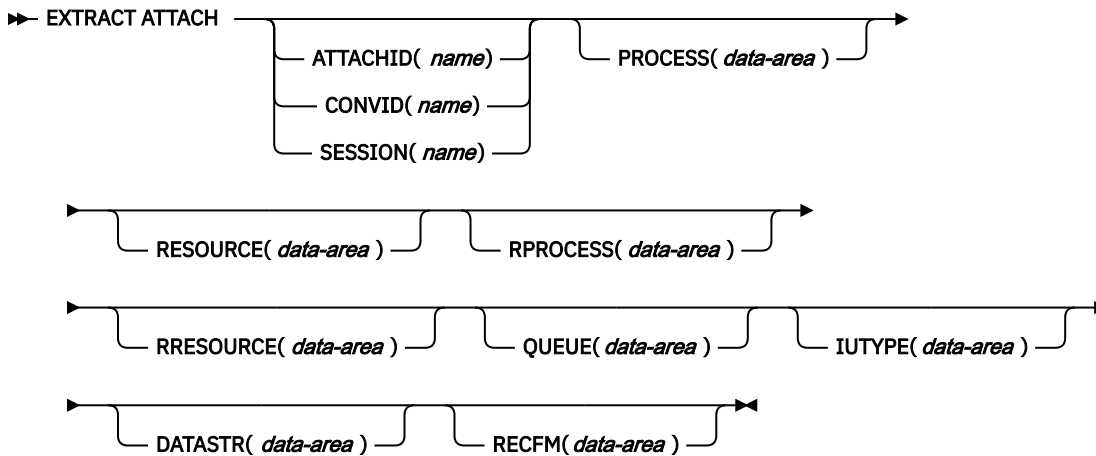 EXTRACT ATTACH
ATTACHID( name)
PROCESS( data-area )
CONVID( name)
SESSION( name)
RESOURCE( data-area )
RPROCESS( data-area )
RRESOURCE( data-area )
QUEUE( data-area )
IUTYPE( data-area )
DATASTR( data-area )
RECFM( data-area )